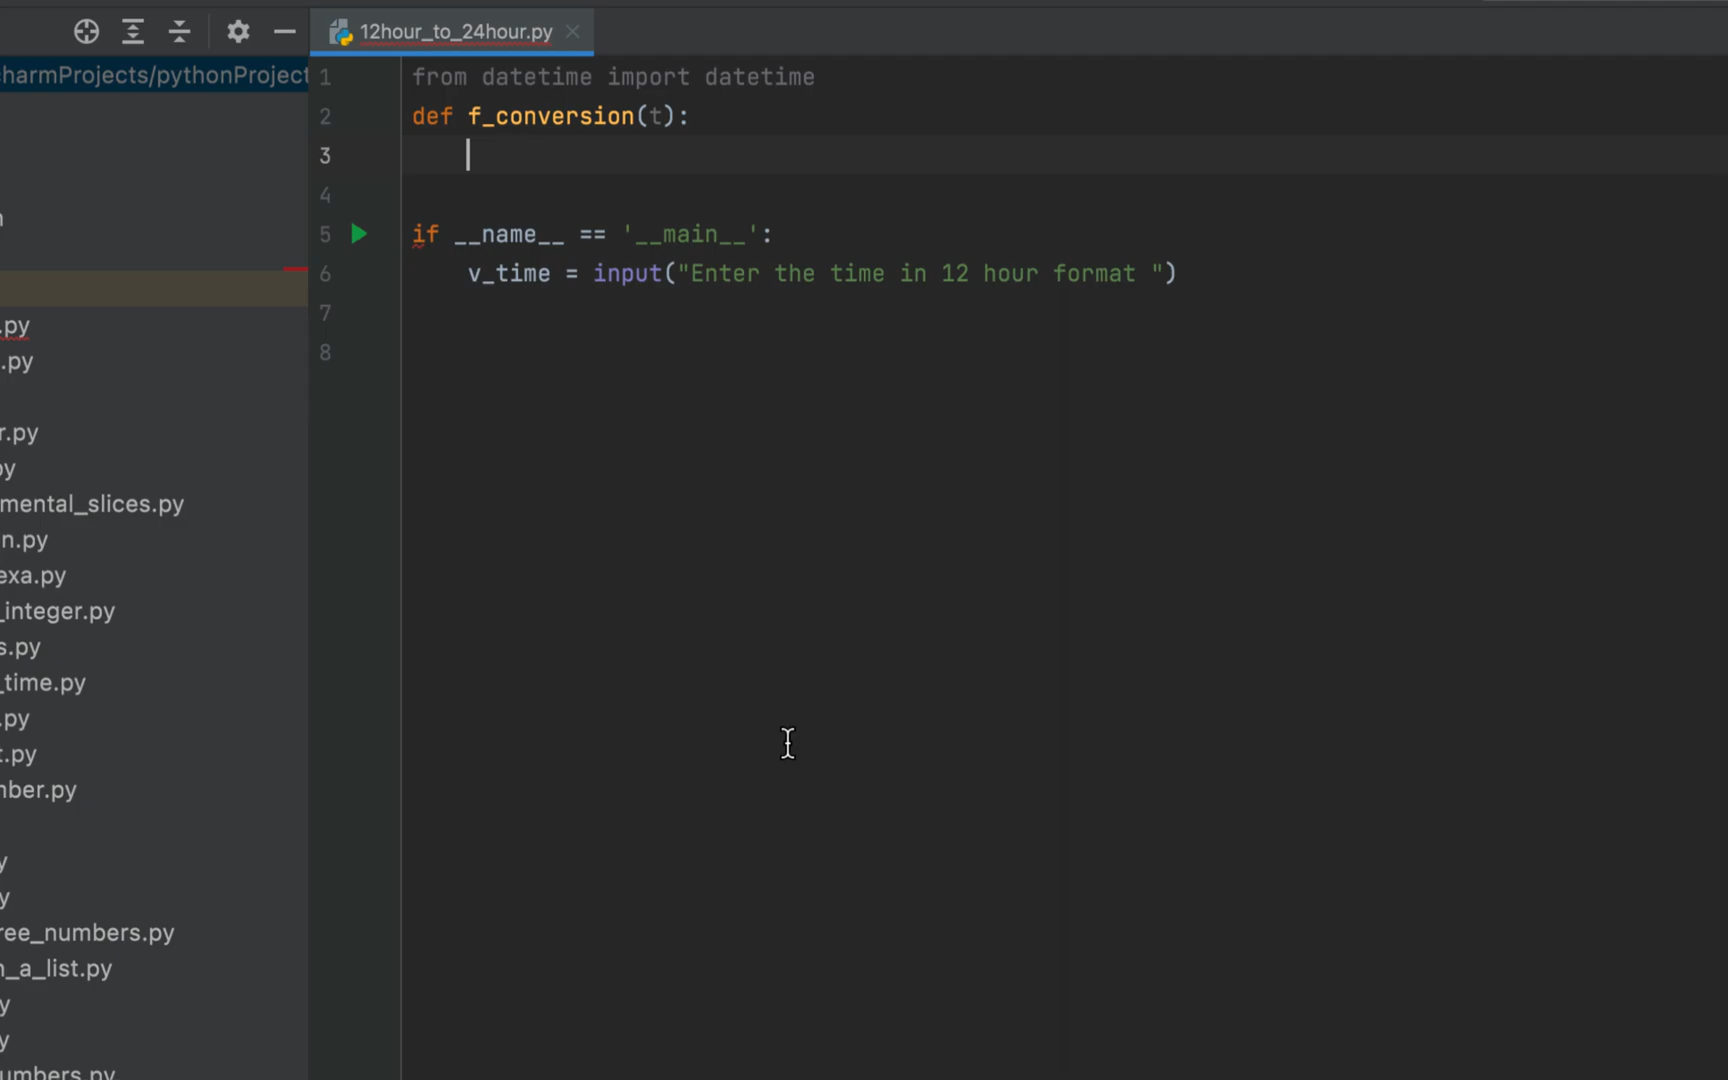 12hour_to_24hour.py
harmProjects/pythonProject
n
.py
.py
r.py
py
mental_slices.py
n.py
exa.py
_integer.py
s.py
_time.py
.py
t.py
mber.py
y
y
ree_numbers.py
n_a_list.py
y
y
umbers.py
1 from datetime import datetime
2 def f_conversion(t):
3
4
5 if __name__ == '__main__':
6 v_time = input("Enter the time in 12 hour format ")
7
8